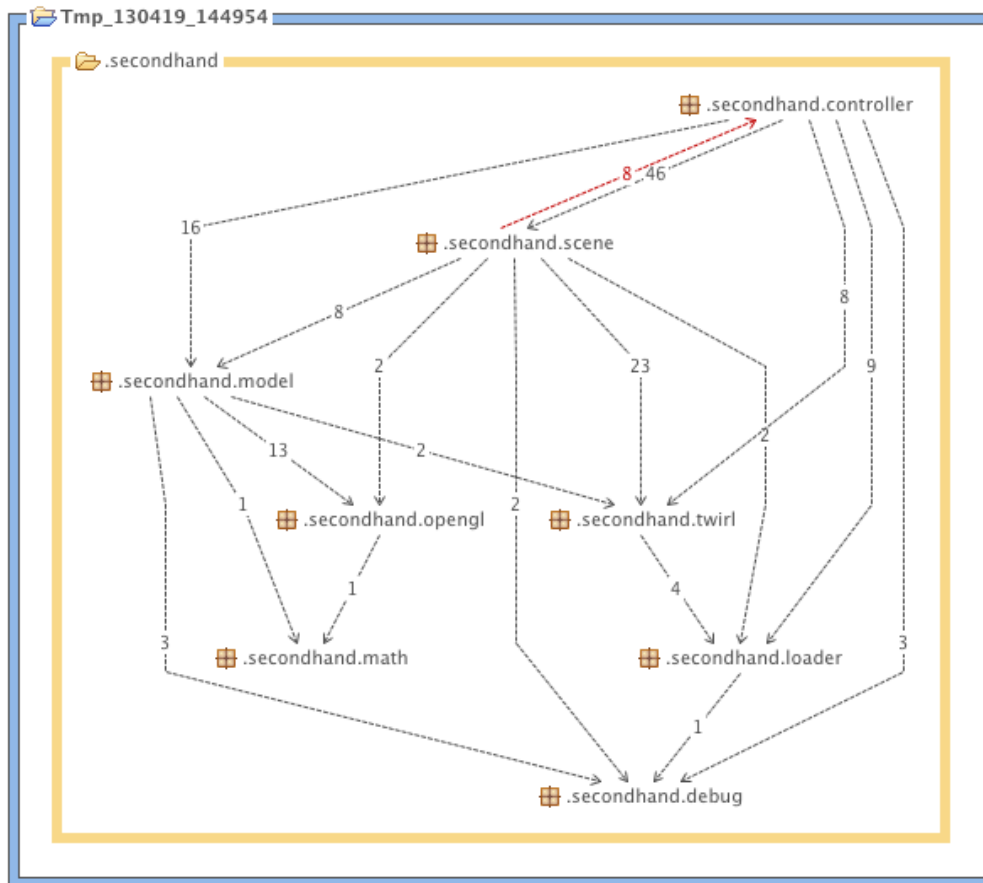 Tmp_130419_144954
.secondhand
.secondhand.controller
8 46
16
.secondhand.scene
8
8
2 23 9
.secondhand.model
2
13 2
1 2
.secondhand.opengl .secondhand.twirl
1 4
3 3
.secondhand.math .secondhand.loader
1
.secondhand.debug